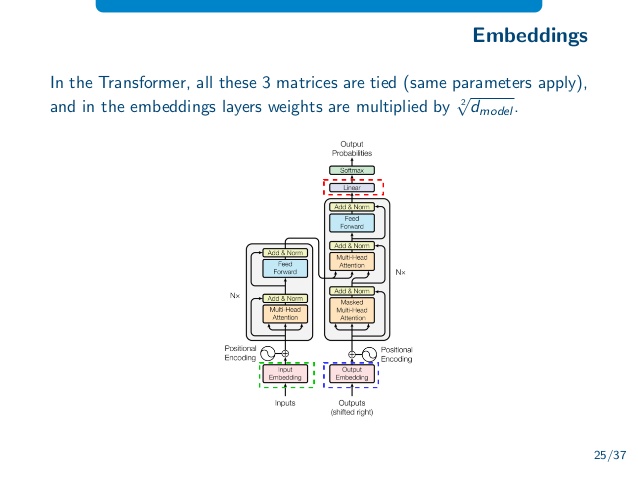 Embeddings
In the Transformer, all these 3 matrices are tied (same parameters apply),
and in the embeddings layers weights are multiplied by ²√d_model.
Output
Probabilities
Softmax
Linear
Add & Norm
Feed
Forward
Add & Norm
Multi-Head
Attention
Add & Norm
Masked
Multi-Head
Attention
Nx
Add & Norm
Feed
Forward
Add & Norm
Multi-Head
Attention
Nx
Positional
Encoding
Positional
Encoding
Input
Embedding
Output
Embedding
Inputs
Outputs
(shifted right)
25/37